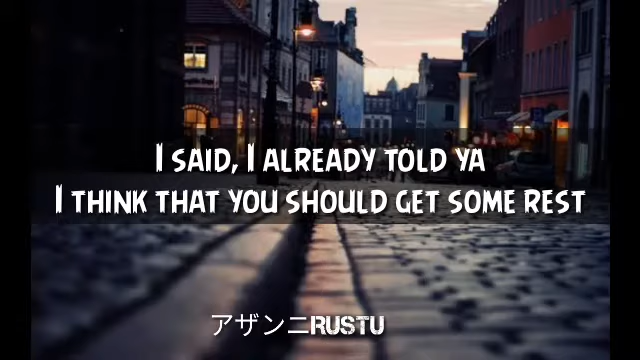 I SAID, I ALREADY TOLD YA
I THINK THAT YOU SHOULD GET SOME REST
アザンニRUSTU